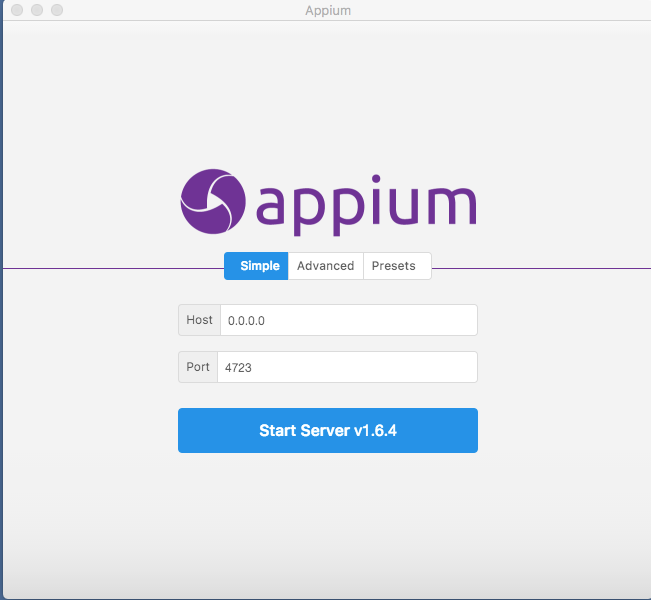 Appium
appium
Simple Advanced Presets
Host 0.0.0.0
Port 4723
Start Server v1.6.4